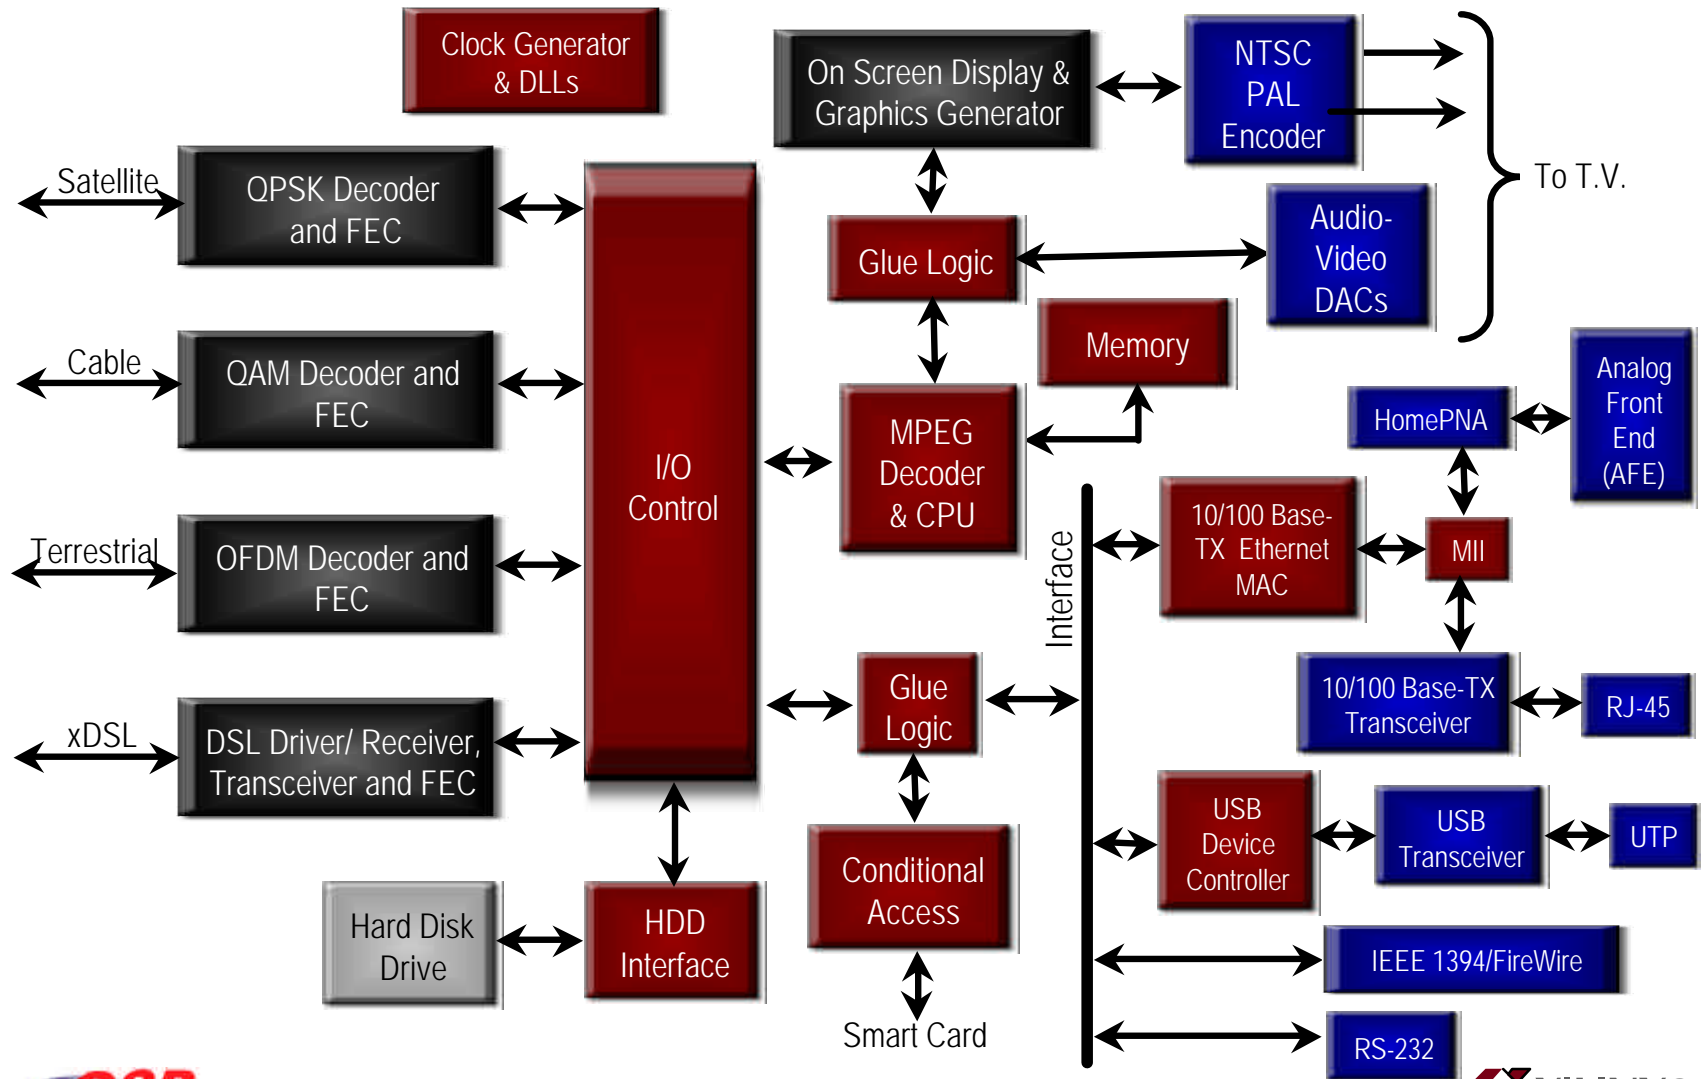 Clock Generator
& DLLs
On Screen Display &
Graphics Generator
NTSC
PAL
Encoder
To T.V.
Satellite
QPSK Decoder
and FEC
Audio-
Video
DACs
Glue Logic
Memory
Cable
QAM Decoder and
FEC
I/O
Control
MPEG
Decoder
& CPU
HomePNA
Analog
Front
End
(AFE)
Terrestrial
OFDM Decoder and
FEC
Interface
10/100 Base-
TX Ethernet
MAC
MII
xDSL
DSL Driver/ Receiver,
Transceiver and FEC
Glue
Logic
10/100 Base-TX
Transceiver
RJ-45
USB
Device
Controller
USB
Transceiver
UTP
Conditional
Access
Hard Disk
Drive
HDD
Interface
IEEE 1394/FireWire
Smart Card
RS-232